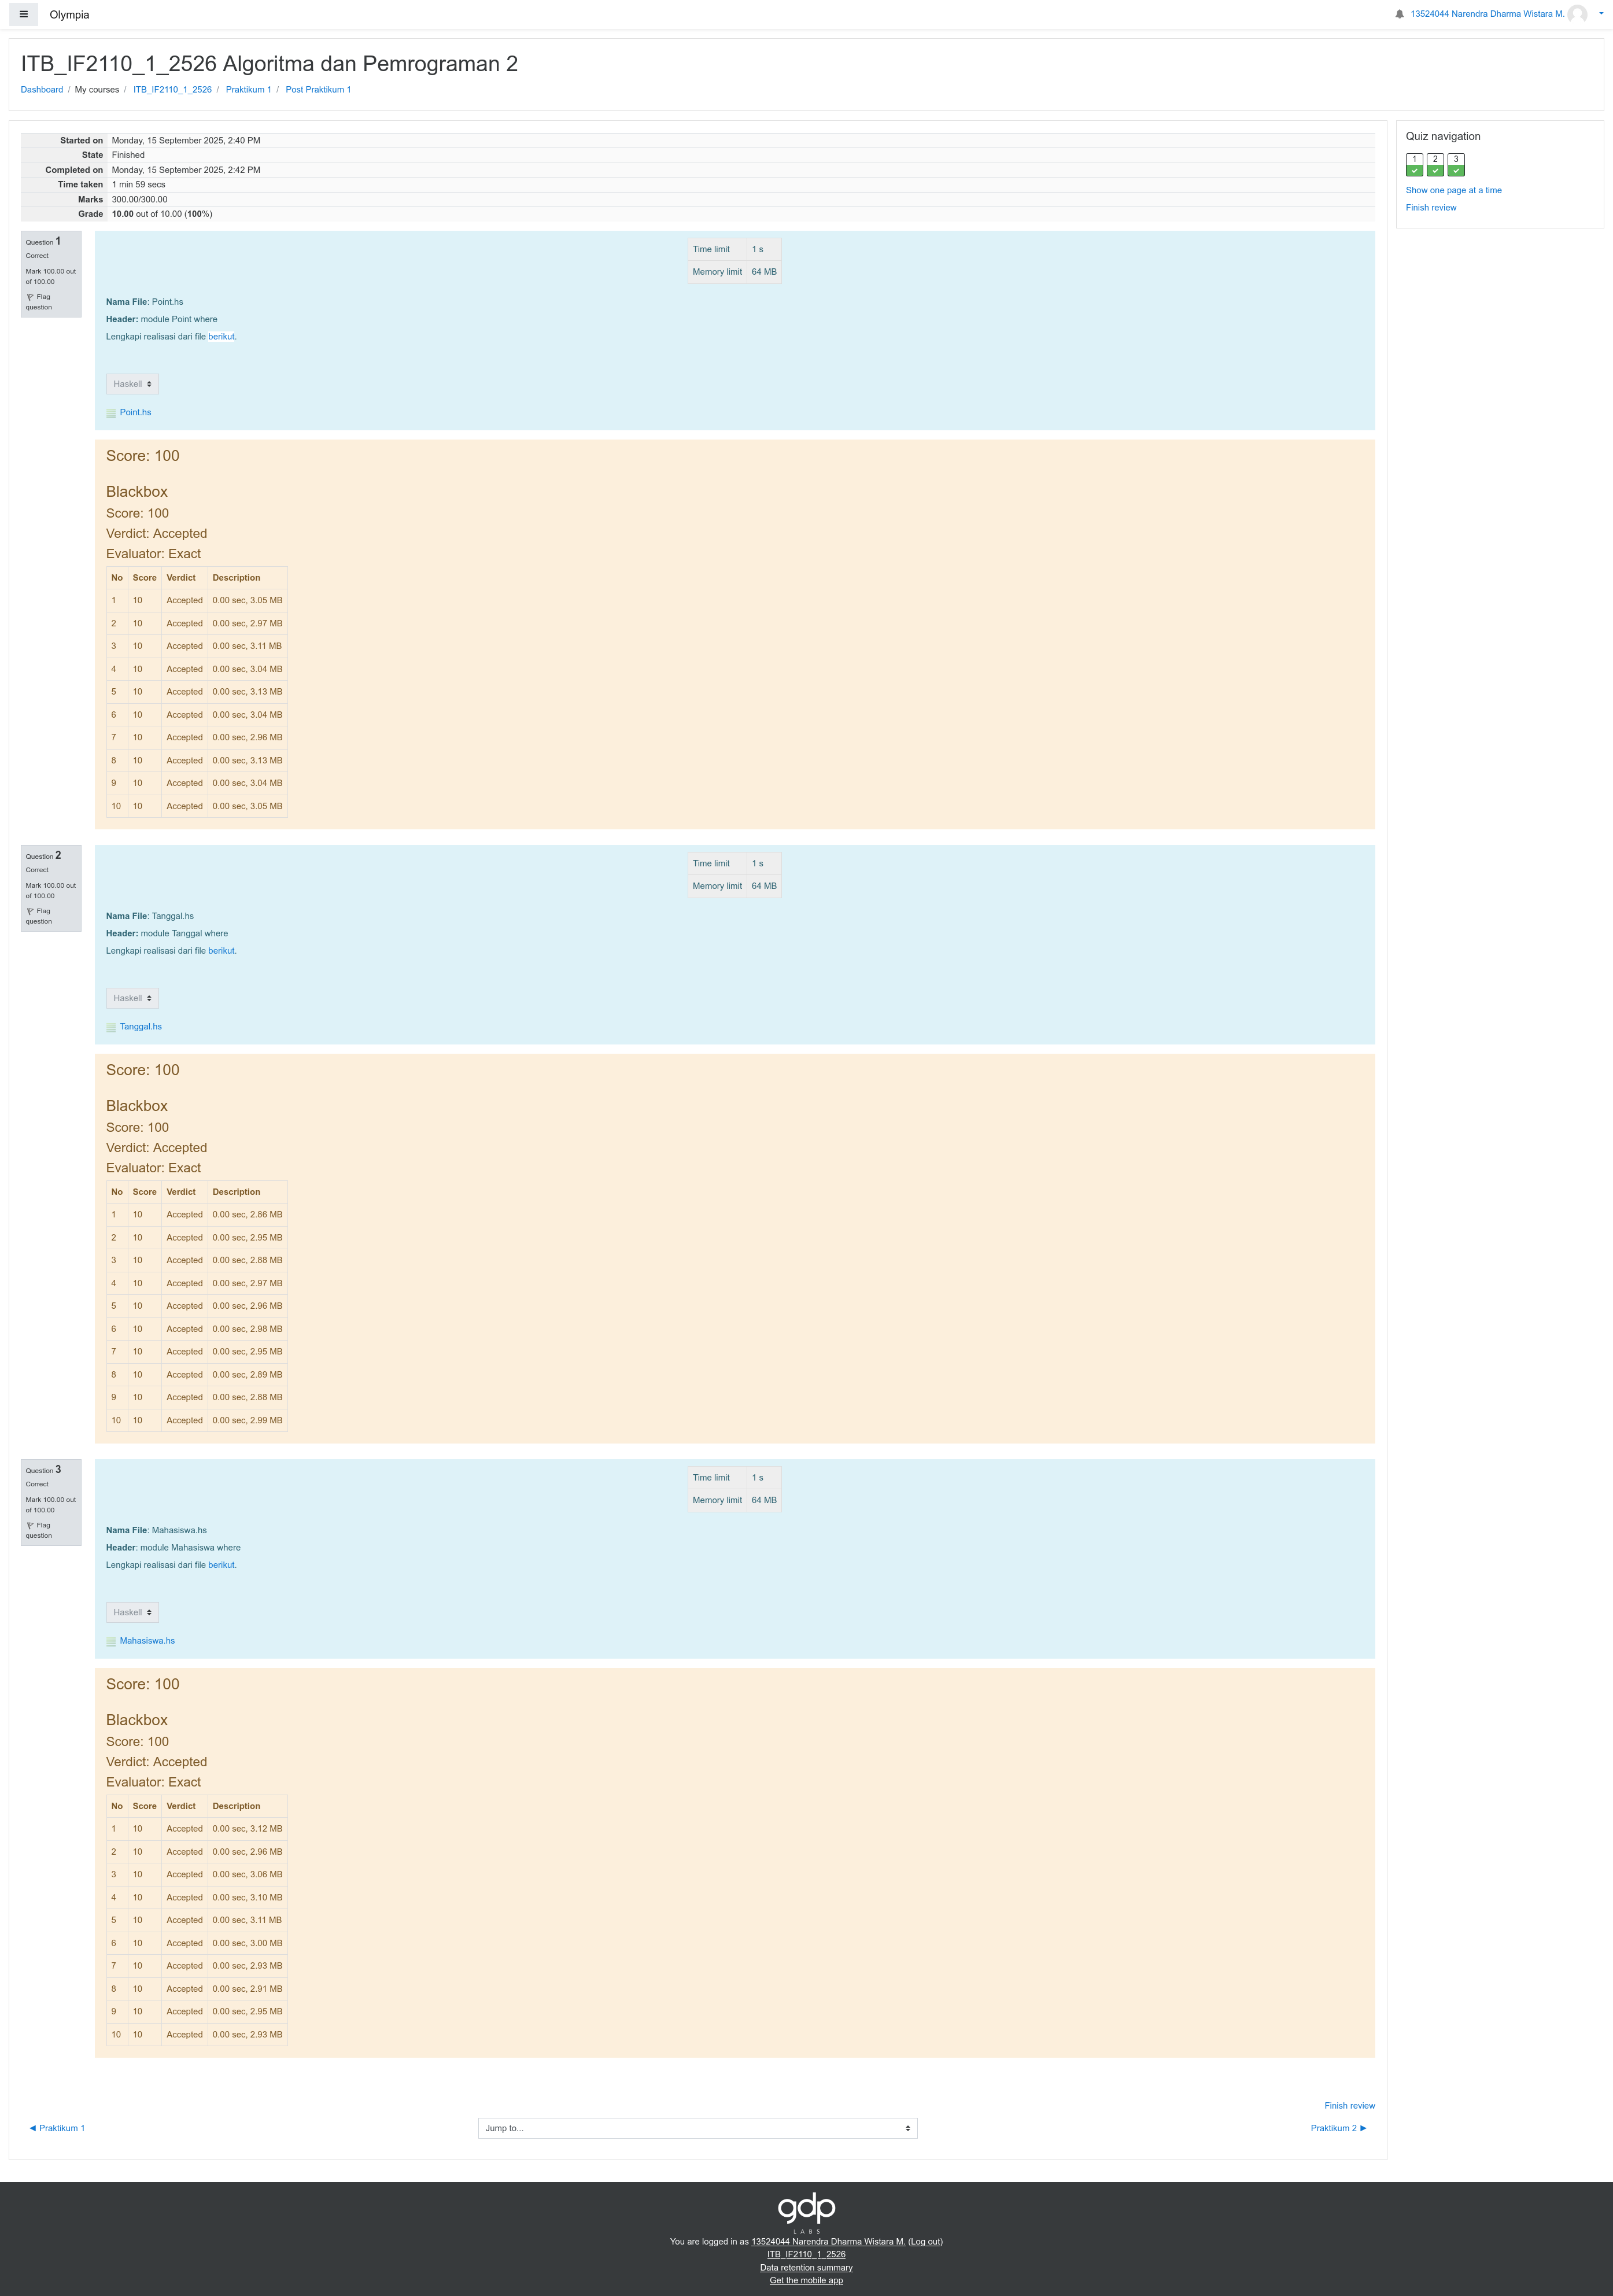 Olympia
13524044 Narendra Dharma Wistara M.
ITB_IF2110_1_2526 Algoritma dan Pemrograman 2
Dashboard / My courses / ITB_IF2110_1_2526 / Praktikum 1 / Post Praktikum 1
Started on Monday, 15 September 2025, 2:40 PM
State Finished
Completed on Monday, 15 September 2025, 2:42 PM
Time taken 1 min 59 secs
Marks 300.00/300.00
Grade 10.00 out of 10.00 (100%)
Quiz navigation
1 2 3
Show one page at a time
Finish review
Question 1
Correct
Mark 100.00 out
of 100.00
Flag
question
Time limit 1 s
Memory limit 64 MB
Nama File: Point.hs
Header: module Point where
Lengkapi realisasi dari file berikut.
Haskell
Point.hs
Score: 100
Blackbox
Score: 100
Verdict: Accepted
Evaluator: Exact
No Score Verdict Description
1 10 Accepted 0.00 sec, 3.05 MB
2 10 Accepted 0.00 sec, 2.97 MB
3 10 Accepted 0.00 sec, 3.11 MB
4 10 Accepted 0.00 sec, 3.04 MB
5 10 Accepted 0.00 sec, 3.13 MB
6 10 Accepted 0.00 sec, 3.04 MB
7 10 Accepted 0.00 sec, 2.96 MB
8 10 Accepted 0.00 sec, 3.13 MB
9 10 Accepted 0.00 sec, 3.04 MB
10 10 Accepted 0.00 sec, 3.05 MB
Question 2
Correct
Mark 100.00 out
of 100.00
Flag
question
Time limit 1 s
Memory limit 64 MB
Nama File: Tanggal.hs
Header: module Tanggal where
Lengkapi realisasi dari file berikut.
Haskell
Tanggal.hs
Score: 100
Blackbox
Score: 100
Verdict: Accepted
Evaluator: Exact
No Score Verdict Description
1 10 Accepted 0.00 sec, 2.86 MB
2 10 Accepted 0.00 sec, 2.95 MB
3 10 Accepted 0.00 sec, 2.88 MB
4 10 Accepted 0.00 sec, 2.97 MB
5 10 Accepted 0.00 sec, 2.96 MB
6 10 Accepted 0.00 sec, 2.98 MB
7 10 Accepted 0.00 sec, 2.95 MB
8 10 Accepted 0.00 sec, 2.89 MB
9 10 Accepted 0.00 sec, 2.88 MB
10 10 Accepted 0.00 sec, 2.99 MB
Question 3
Correct
Mark 100.00 out
of 100.00
Flag
question
Time limit 1 s
Memory limit 64 MB
Nama File: Mahasiswa.hs
Header: module Mahasiswa where
Lengkapi realisasi dari file berikut.
Haskell
Mahasiswa.hs
Score: 100
Blackbox
Score: 100
Verdict: Accepted
Evaluator: Exact
No Score Verdict Description
1 10 Accepted 0.00 sec, 3.12 MB
2 10 Accepted 0.00 sec, 2.96 MB
3 10 Accepted 0.00 sec, 3.06 MB
4 10 Accepted 0.00 sec, 3.10 MB
5 10 Accepted 0.00 sec, 3.11 MB
6 10 Accepted 0.00 sec, 3.00 MB
7 10 Accepted 0.00 sec, 2.93 MB
8 10 Accepted 0.00 sec, 2.91 MB
9 10 Accepted 0.00 sec, 2.95 MB
10 10 Accepted 0.00 sec, 2.93 MB
Finish review
◄ Praktikum 1
Jump to...
Praktikum 2 ►
gdp
LABS
You are logged in as 13524044 Narendra Dharma Wistara M. (Log out)
ITB_IF2110_1_2526
Data retention summary
Get the mobile app